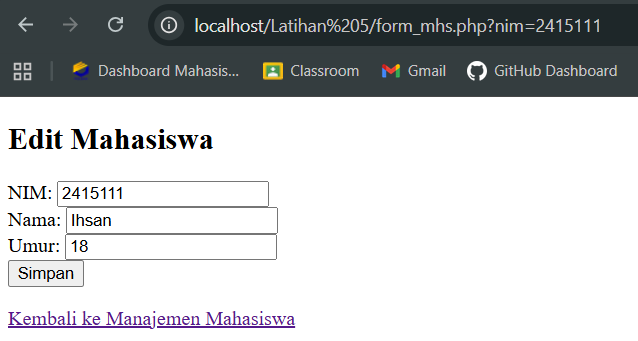 localhost/Latihan%205/form_mhs.php?nim=2415111
Dashboard Mahasis... Classroom Gmail GitHub Dashboard
Edit Mahasiswa
NIM: 2415111
Nama: Ihsan
Umur: 18
Simpan
Kembali ke Manajemen Mahasiswa